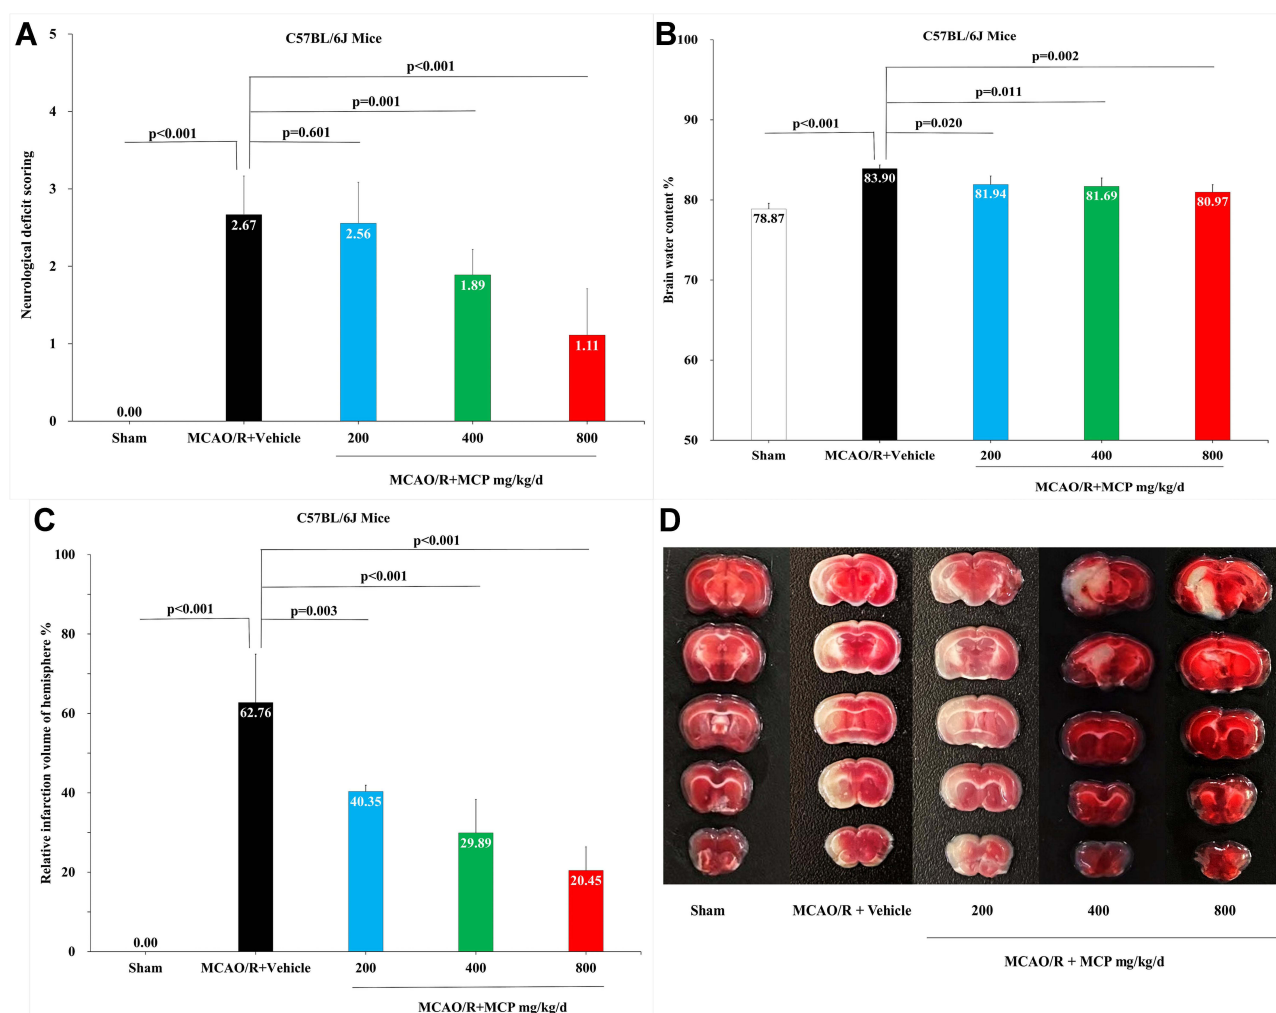 A
C57BL/6J Mice
Neurological deficit scoring
5
4
3
2
1
0
p<0.001
p=0.001
p<0.001
p=0.601
0.00
2.67
2.56
1.89
1.11
Sham
MCAO/R+Vehicle
200
400
800
MCAO/R+MCP mg/kg/d
B
C57BL/6J Mice
Brain water content %
100
90
80
70
60
50
p=0.002
p=0.011
p<0.001
p=0.020
78.87
83.90
81.94
81.69
80.97
Sham
MCAO/R+Vehicle
200
400
800
MCAO/R+MCP mg/kg/d
C
C57BL/6J Mice
Relative infarction volume of hemisphere %
100
80
60
40
20
0
p<0.001
p<0.001
p<0.001
p=0.003
0.00
62.76
40.35
29.89
20.45
Sham
MCAO/R+Vehicle
200
400
800
MCAO/R+MCP mg/kg/d
D
Sham
MCAO/R + Vehicle
200
400
800
MCAO/R + MCP mg/kg/d